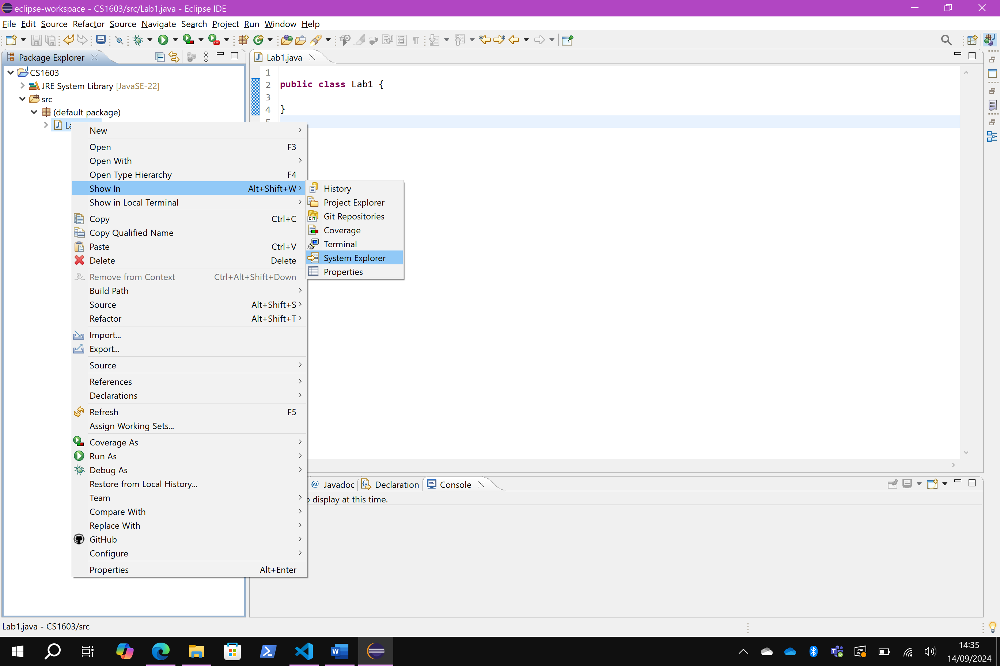 eclipse-workspace - CS1603/src/Lab1.java - Eclipse IDE
File Edit Source Refactor Source Navigate Search Project Run Window Help
Package Explorer
Lab1.java
CS1603
JRE System Library [JavaSE-22]
src
(default package)
1
2 public class Lab1 {
3
4 }
New
Open F3
Open With
Open Type Hierarchy F4
Show In Alt+Shift+W
Show in Local Terminal
Copy Ctrl+C
Copy Qualified Name
Paste Ctrl+V
Delete Delete
Remove from Context Ctrl+Alt+Shift+Down
Build Path
Source Alt+Shift+S
Refactor Alt+Shift+T
Import...
Export...
Source
References
Declarations
Refresh F5
Assign Working Sets...
Coverage As
Run As
Debug As
Restore from Local History...
Team
Compare With
Replace With
GitHub
Configure
Properties Alt+Enter
History
Project Explorer
GIT Git Repositories
Coverage
Terminal
System Explorer
Properties
@ Javadoc Declaration Console
display at this time.
Lab1.java - CS1603/src
14:35
14/09/2024